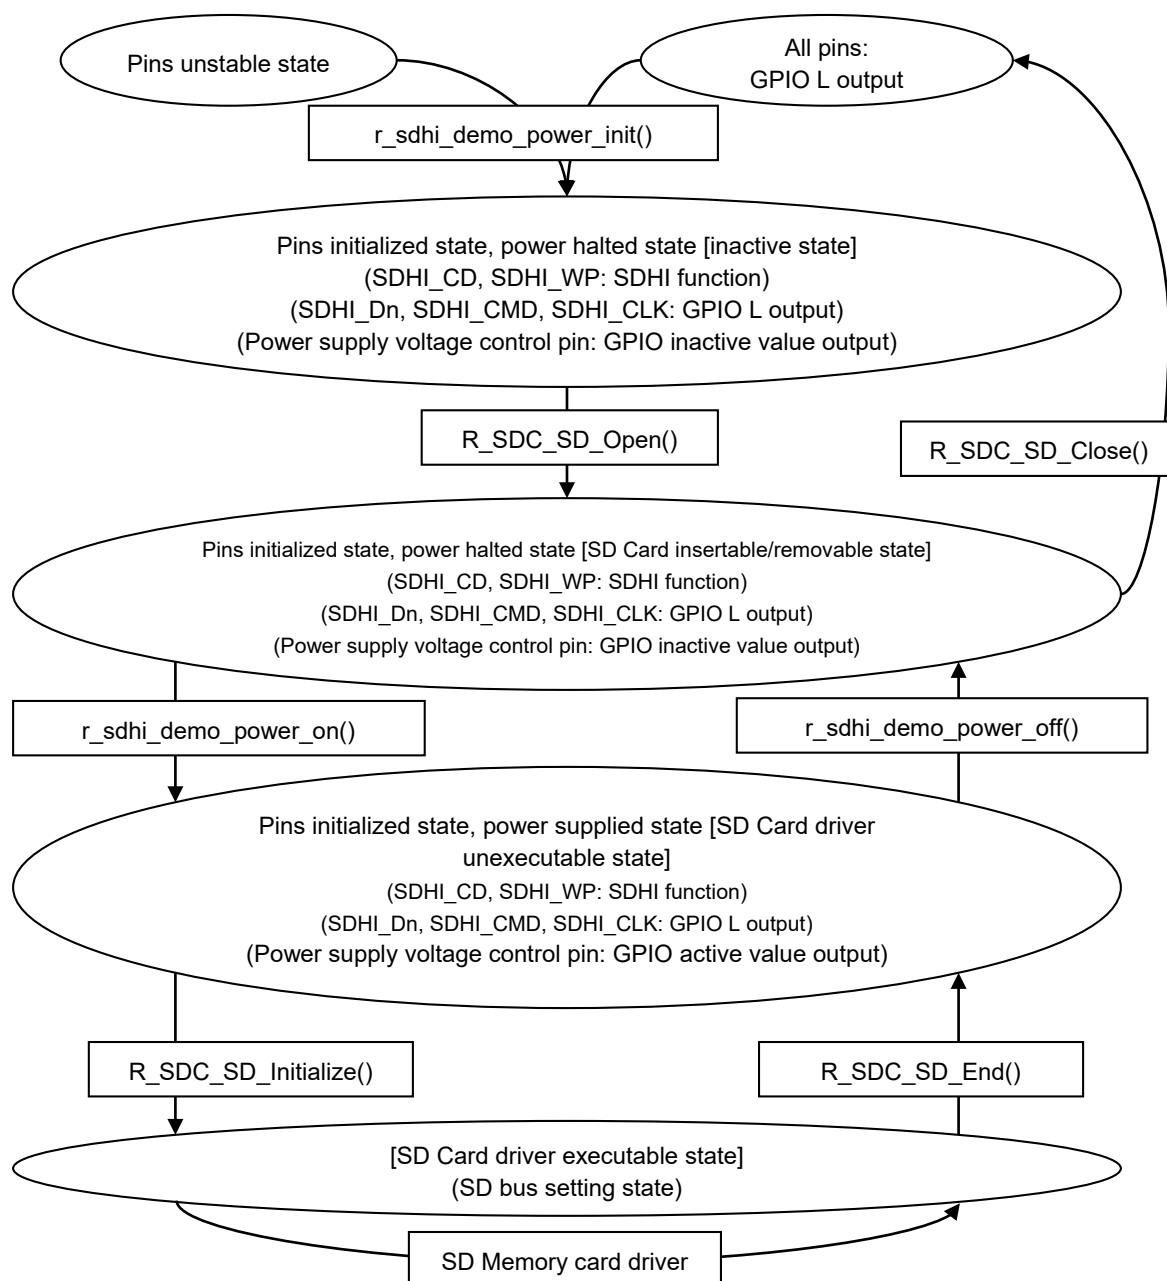 Pins unstable state
All pins:
GPIO L output
r_sdhi_demo_power_init()
Pins initialized state, power halted state [inactive state]
(SDHI_CD, SDHI_WP: SDHI function)
(SDHI_Dn, SDHI_CMD, SDHI_CLK: GPIO L output)
(Power supply voltage control pin: GPIO inactive value output)
R_SDC_SD_Open()
R_SDC_SD_Close()
Pins initialized state, power halted state [SD Card insertable/removable state]
(SDHI_CD, SDHI_WP: SDHI function)
(SDHI_Dn, SDHI_CMD, SDHI_CLK: GPIO L output)
(Power supply voltage control pin: GPIO inactive value output)
r_sdhi_demo_power_on()
r_sdhi_demo_power_off()
Pins initialized state, power supplied state [SD Card driver
unexecutable state]
(SDHI_CD, SDHI_WP: SDHI function)
(SDHI_Dn, SDHI_CMD, SDHI_CLK: GPIO L output)
(Power supply voltage control pin: GPIO active value output)
R_SDC_SD_Initialize()
R_SDC_SD_End()
[SD Card driver executable state]
(SD bus setting state)
SD Memory card driver